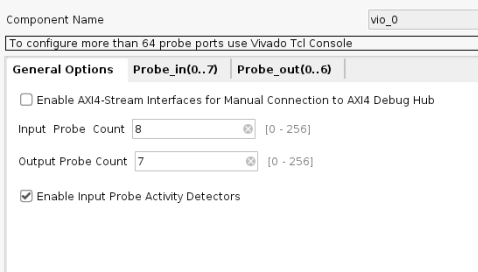 Component Name vio_0
To configure more than 64 probe ports use Vivado Tcl Console
General Options Probe_in(0..7) Probe_out(0..6)
Enable AXI4-Stream Interfaces for Manual Connection to AXI4 Debug Hub
Input Probe Count 8 [0 - 256]
Output Probe Count 7 [0 - 256]
Enable Input Probe Activity Detectors